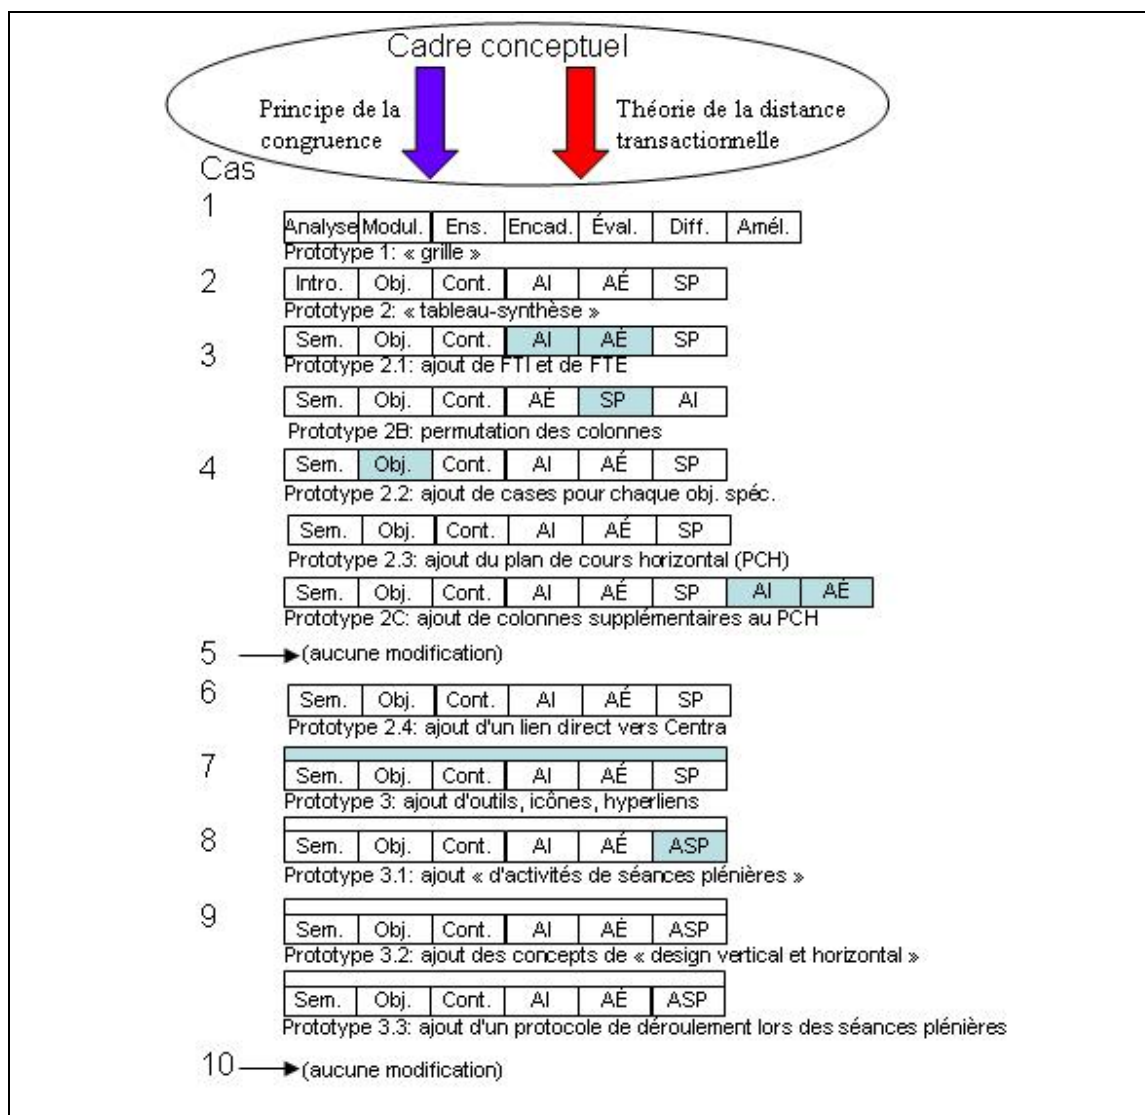 Cadre conceptuel
Principe de la congruence
Théorie de la distance transactionnelle
Cas
1
Analyse Modul. Ens. Encad. Éval. Diff. Amél.
Prototype 1: « grille »
2
Intro. Obj. Cont. AI AÉ SP
Prototype 2: « tableau-synthèse »
3
Sem. Obj. Cont. AI AÉ SP
Prototype 2.1: ajout de FTI et de FTE
Sem. Obj. Cont. AÉ SP AI
Prototype 2B: permutation des colonnes
4
Sem. Obj. Cont. AI AÉ SP
Prototype 2.2: ajout de cases pour chaque obj. spéc.
Sem. Obj. Cont. AI AÉ SP
Prototype 2.3: ajout du plan de cours horizontal (PCH)
Sem. Obj. Cont. AI AÉ SP AI AÉ
Prototype 2C: ajout de colonnes supplémentaires au PCH
5 (aucune modification)
6
Sem. Obj. Cont. AI AÉ SP
Prototype 2.4: ajout d'un lien direct vers Centra
7
Sem. Obj. Cont. AI AÉ SP
Prototype 3: ajout d'outils, icônes, hyperliens
8
Sem. Obj. Cont. AI AÉ ASP
Prototype 3.1: ajout « d'activités de séances plénières »
9
Sem. Obj. Cont. AI AÉ ASP
Prototype 3.2: ajout des concepts de « design vertical et horizontal »
Sem. Obj. Cont. AI AÉ ASP
Prototype 3.3: ajout d'un protocole de déroulement lors des séances plénières
10 (aucune modification)